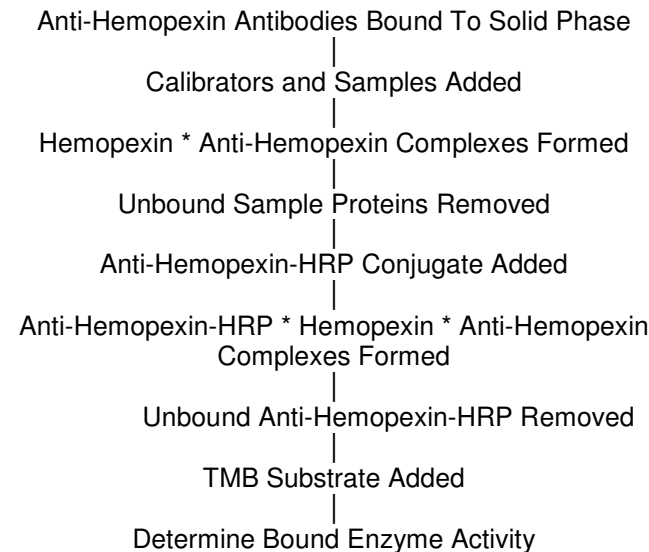 Anti-Hemopexin Antibodies Bound To Solid Phase
Calibrators and Samples Added
Hemopexin * Anti-Hemopexin Complexes Formed
Unbound Sample Proteins Removed
Anti-Hemopexin-HRP Conjugate Added
Anti-Hemopexin-HRP * Hemopexin * Anti-Hemopexin
Complexes Formed
Unbound Anti-Hemopexin-HRP Removed
TMB Substrate Added
Determine Bound Enzyme Activity